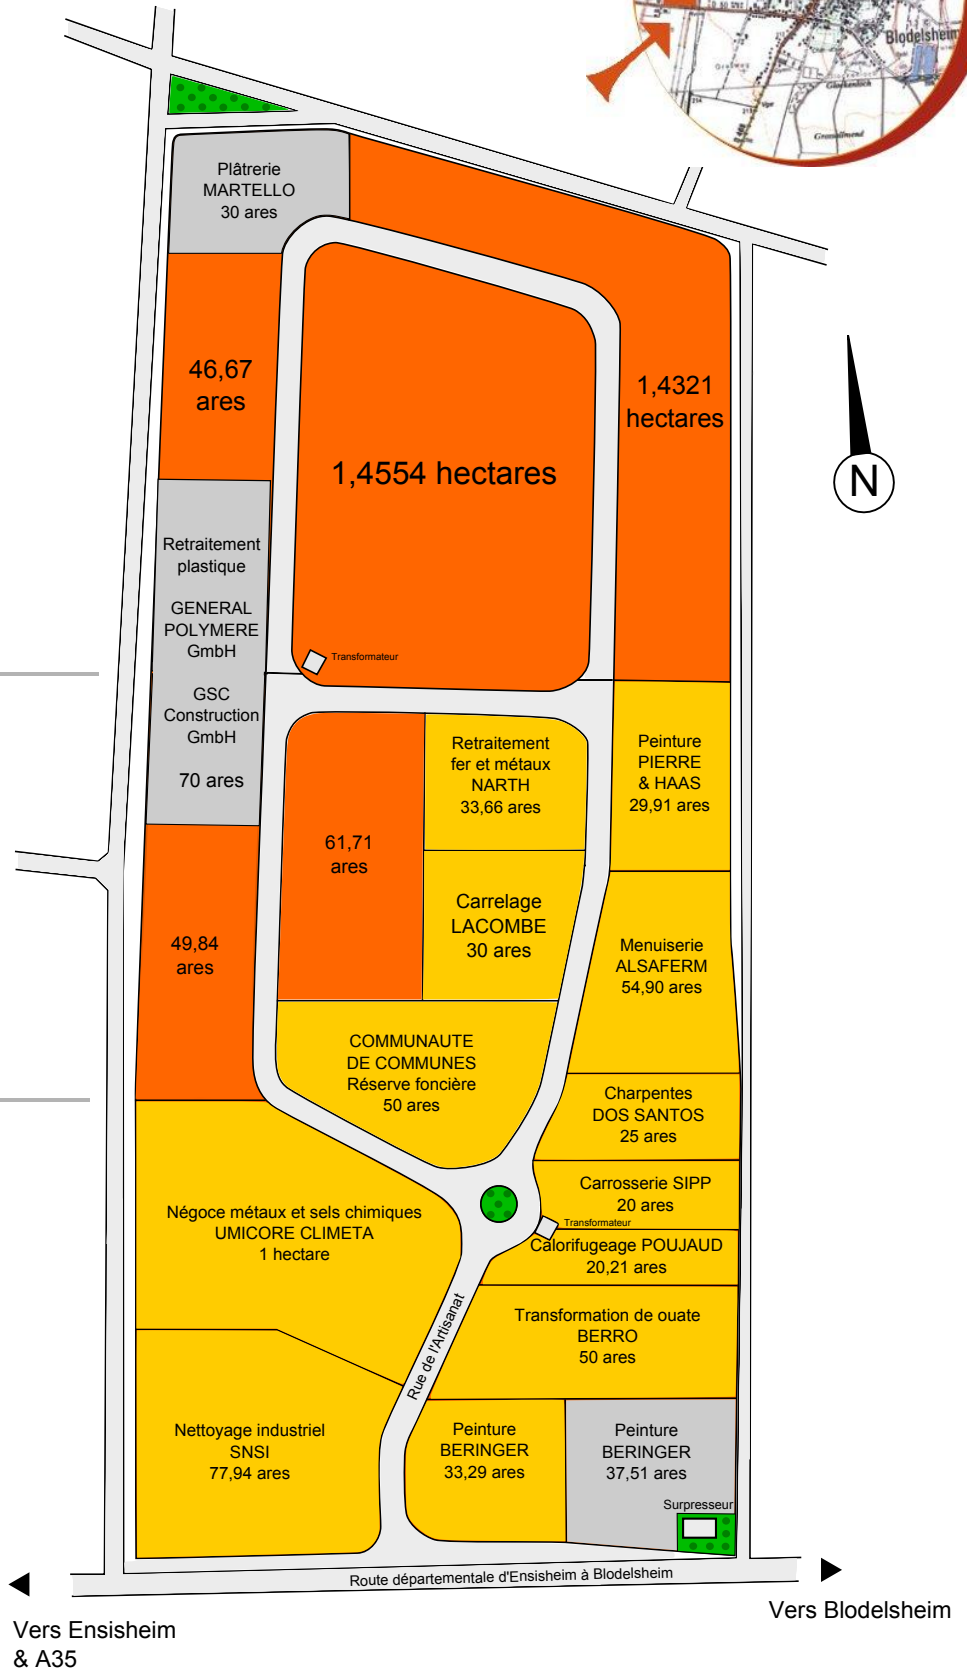 Blodelsheim
Plâtrerie
MARTELLO
30 ares
46,67
ares
1,4554 hectares
1,4321
hectares
N
Retraitement
plastique
GENERAL
POLYMERE
GmbH
GSC
Construction
GmbH
70 ares
Transformateur
Retraitement
fer et métaux
NARTH
33,66 ares
Peinture
PIERRE
& HAAS
29,91 ares
61,71
ares
Carrelage
LACOMBE
30 ares
49,84
ares
Menuiserie
ALSAFERM
54,90 ares
COMMUNAUTE
DE COMMUNES
Réserve foncière
50 ares
Charpentes
DOS SANTOS
25 ares
Carrosserie SIPP
20 ares
Transformateur
Négoce métaux et sels chimiques
UMICORE CLIMETA
1 hectare
Calorifugeage POUJAUD
20,21 ares
Rue de l'Artisanat
Transformation de ouate
BERRO
50 ares
Nettoyage industriel
SNSI
77,94 ares
Peinture
BERINGER
33,29 ares
Peinture
BERINGER
37,51 ares
Surpresseur
Route départementale d'Ensisheim à Blodelsheim
Vers Ensisheim
& A35
Vers Blodelsheim